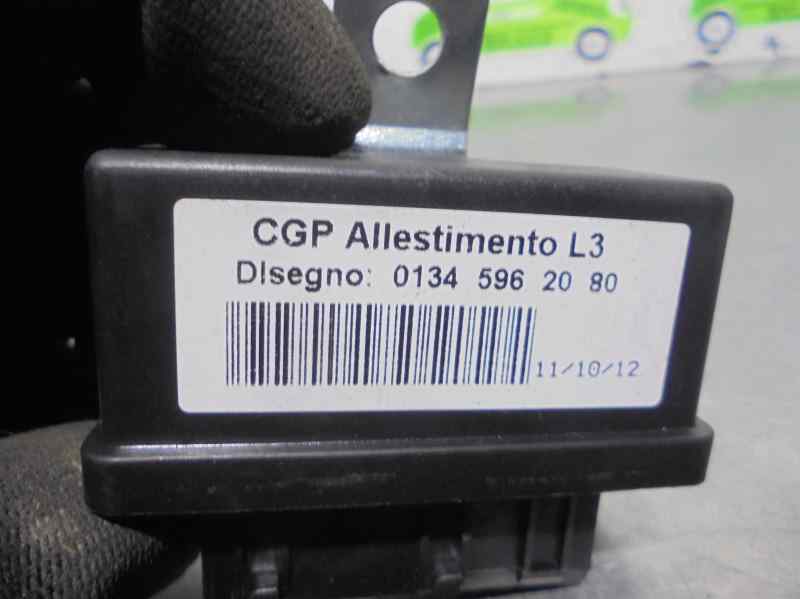 CGP Allestimento L3
DIsegno: 0134 596 20 80
11/10/12